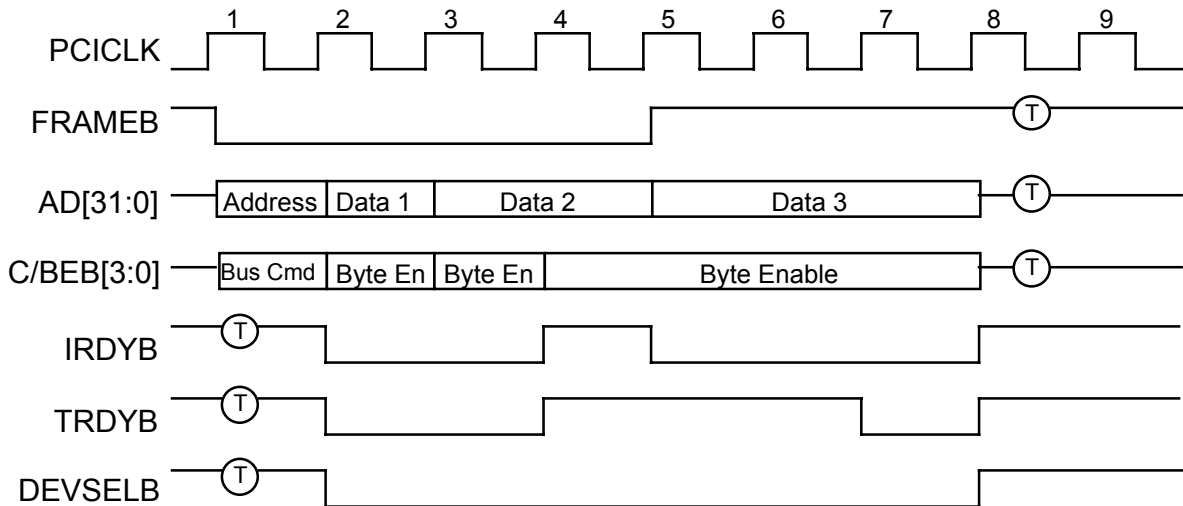 1 2 3 4 5 6 7 8 9
PCICLK
FRAMEB T
AD[31:0] Address Data 1 Data 2 Data 3 T
C/BEB[3:0] Bus Cmd Byte En Byte En Byte Enable T
IRDYB T
TRDYB T
DEVSELB T